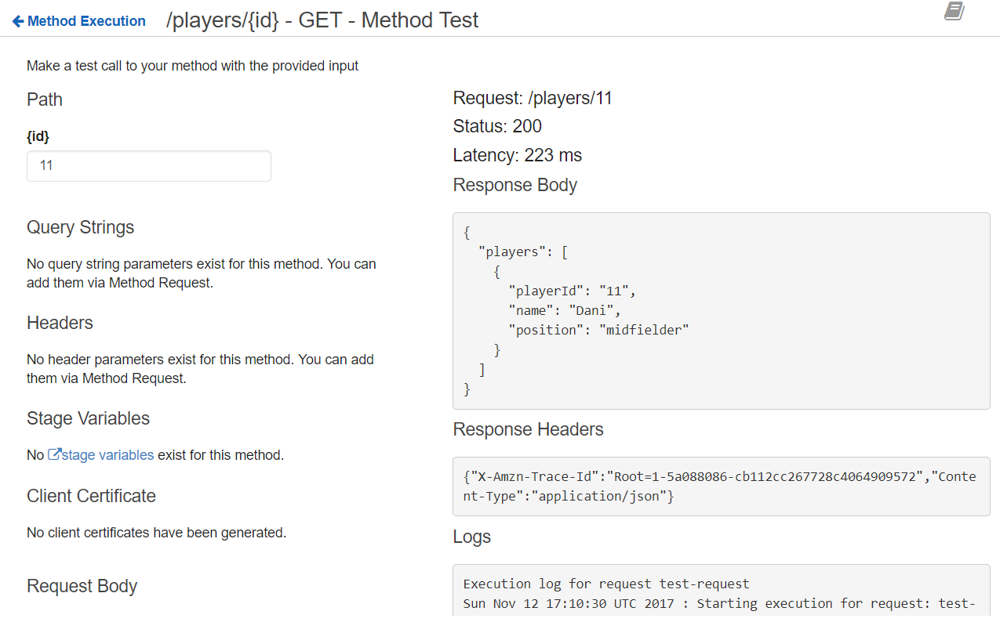 Method Execution /players/{id} - GET - Method Test
Make a test call to your method with the provided input
Path
{id}
11
Query Strings
No query string parameters exist for this method. You can
add them via Method Request.
Headers
No header parameters exist for this method. You can add
them via Method Request.
Stage Variables
No stage variables exist for this method.
Client Certificate
No client certificates have been generated.
Request Body
Request: /players/11
Status: 200
Latency: 223 ms
Response Body
{
  "players": [
    {
      "playerId": "11",
      "name": "Dani",
      "position": "midfielder"
    }
  ]
}
Response Headers
{"X-Amzn-Trace-Id":"Root=1-5a088086-cb112cc267728c4064909572","Conte
nt-Type":"application/json"}
Logs
Execution log for request test-request
Sun Nov 12 17:10:30 UTC 2017 : Starting execution for request: test-